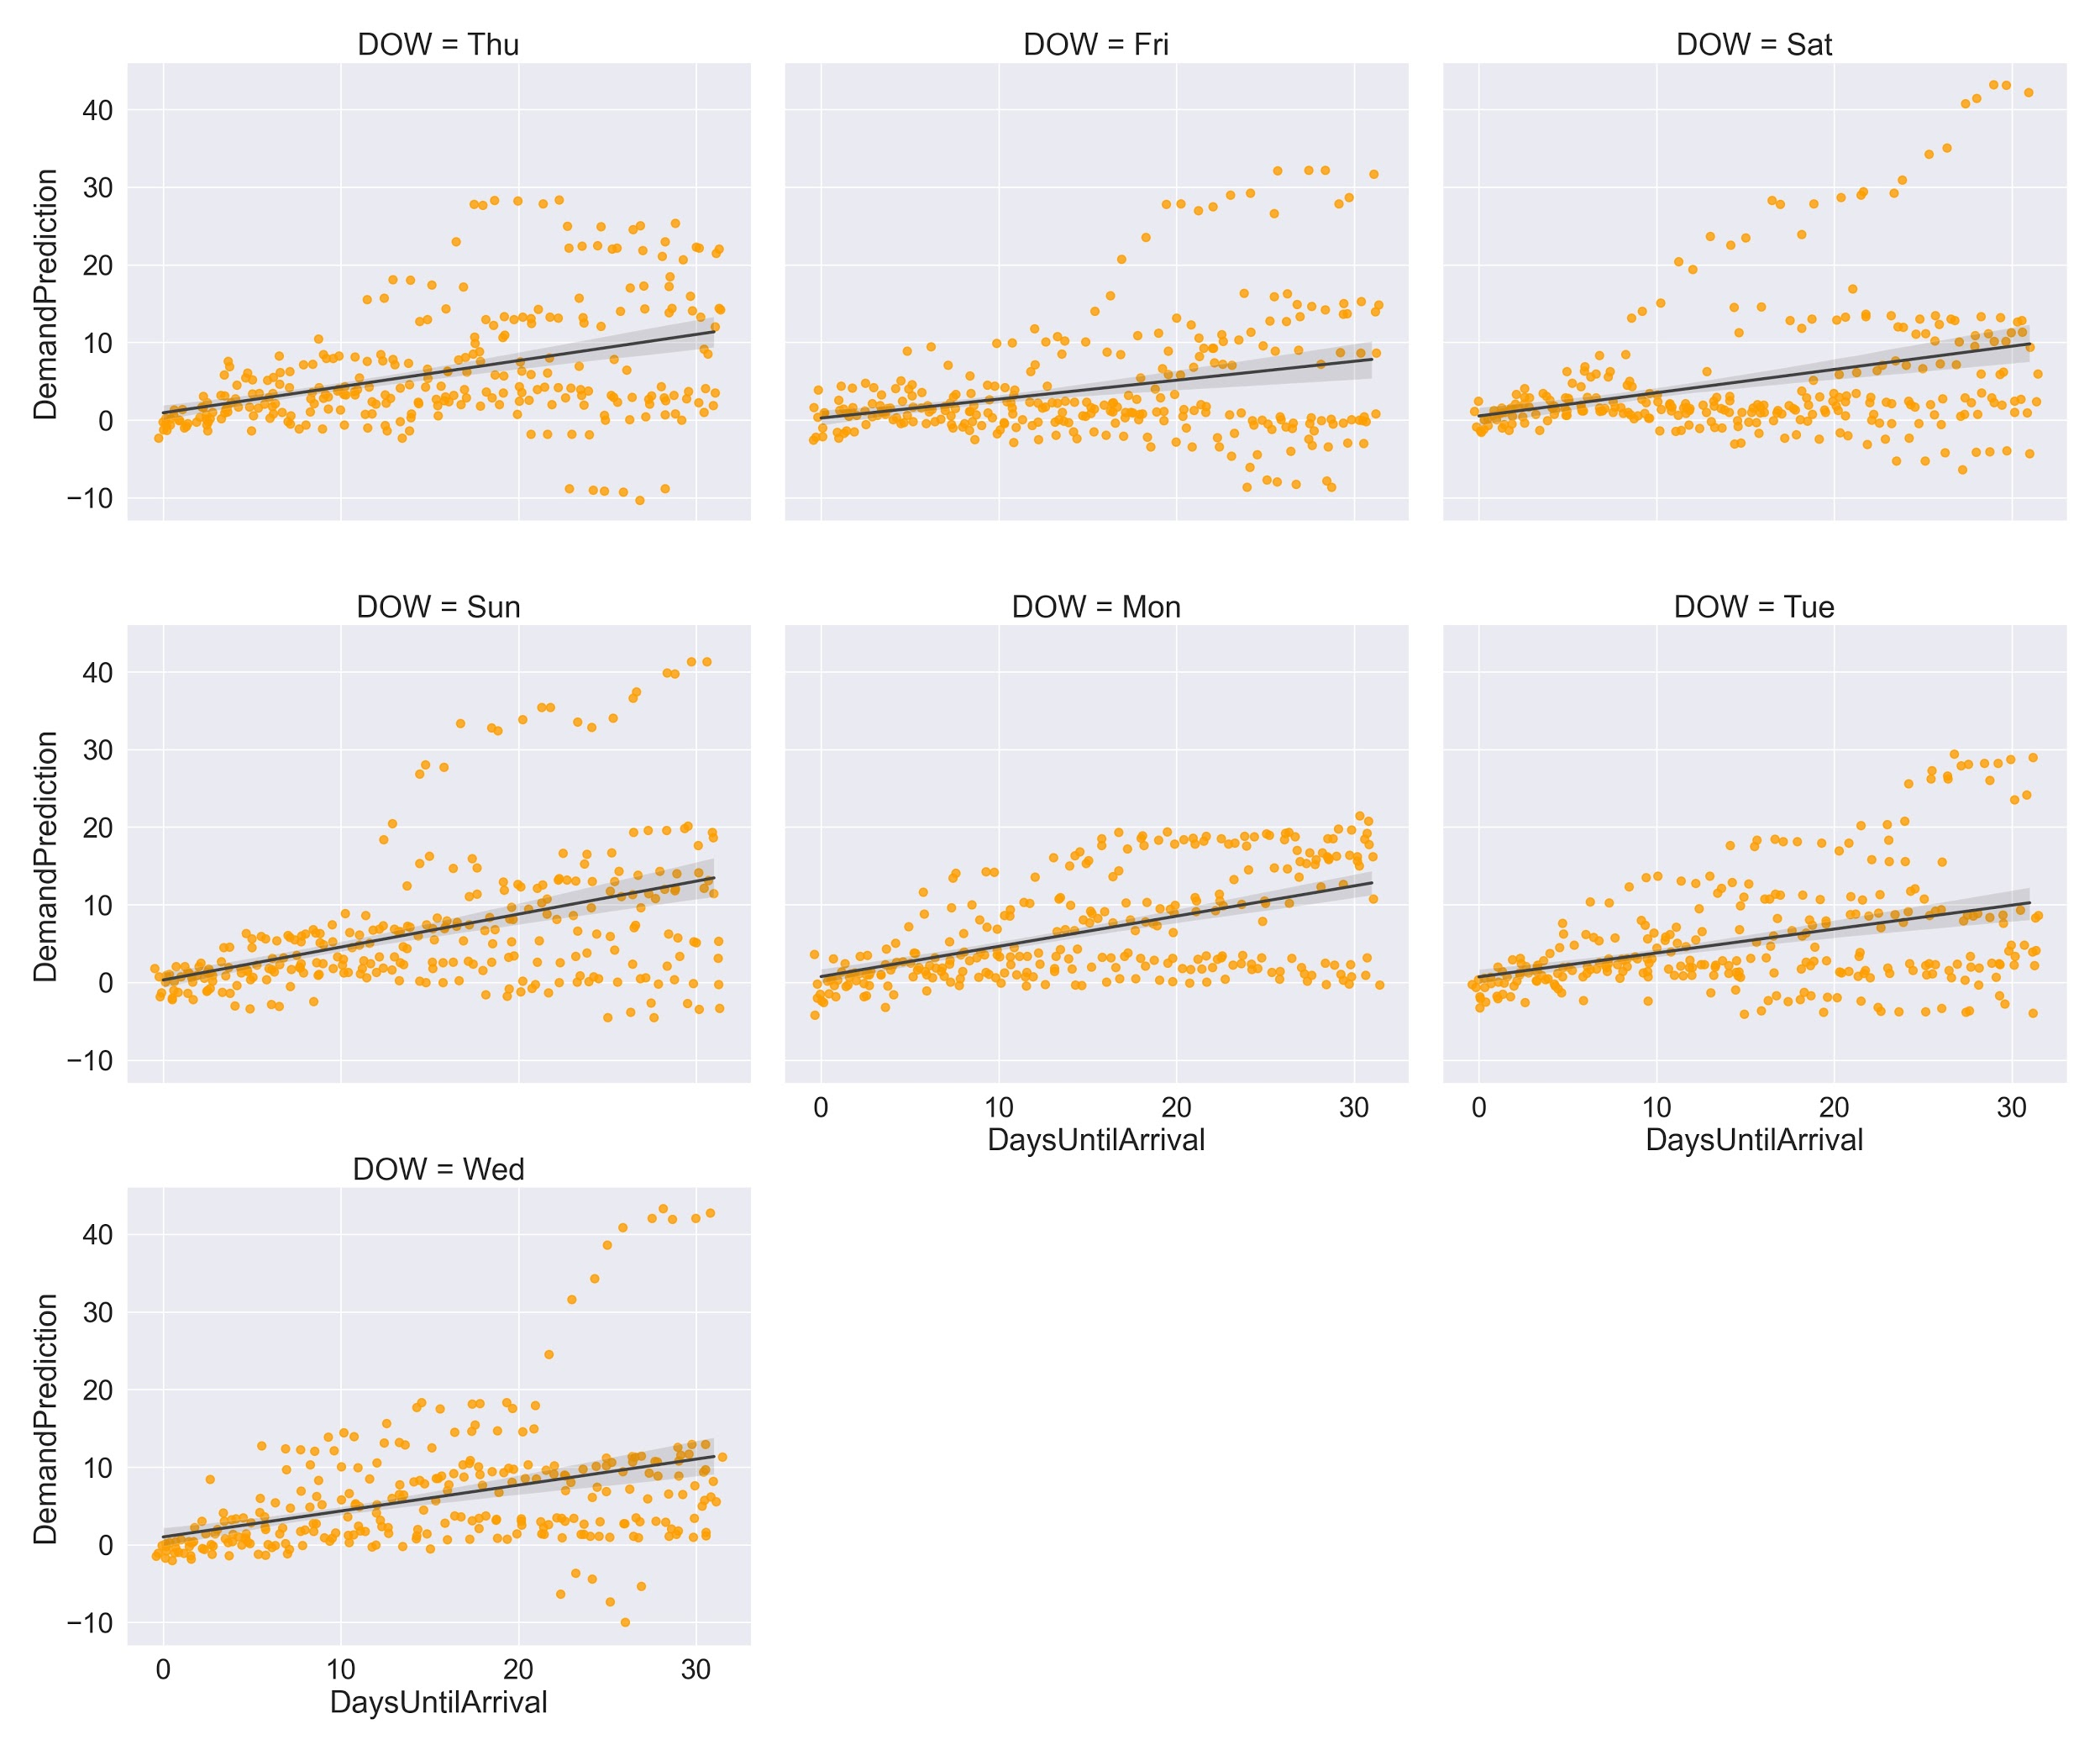 DOW = Thu
DOW = Fri
DOW = Sat
DemandPrediction
40
30
20
10
0
−10
DOW = Sun
DOW = Mon
DOW = Tue
DemandPrediction
40
30
20
10
0
−10
0 10 20 30
DaysUntilArrival
0 10 20 30
DaysUntilArrival
DOW = Wed
DemandPrediction
40
30
20
10
0
−10
0 10 20 30
DaysUntilArrival